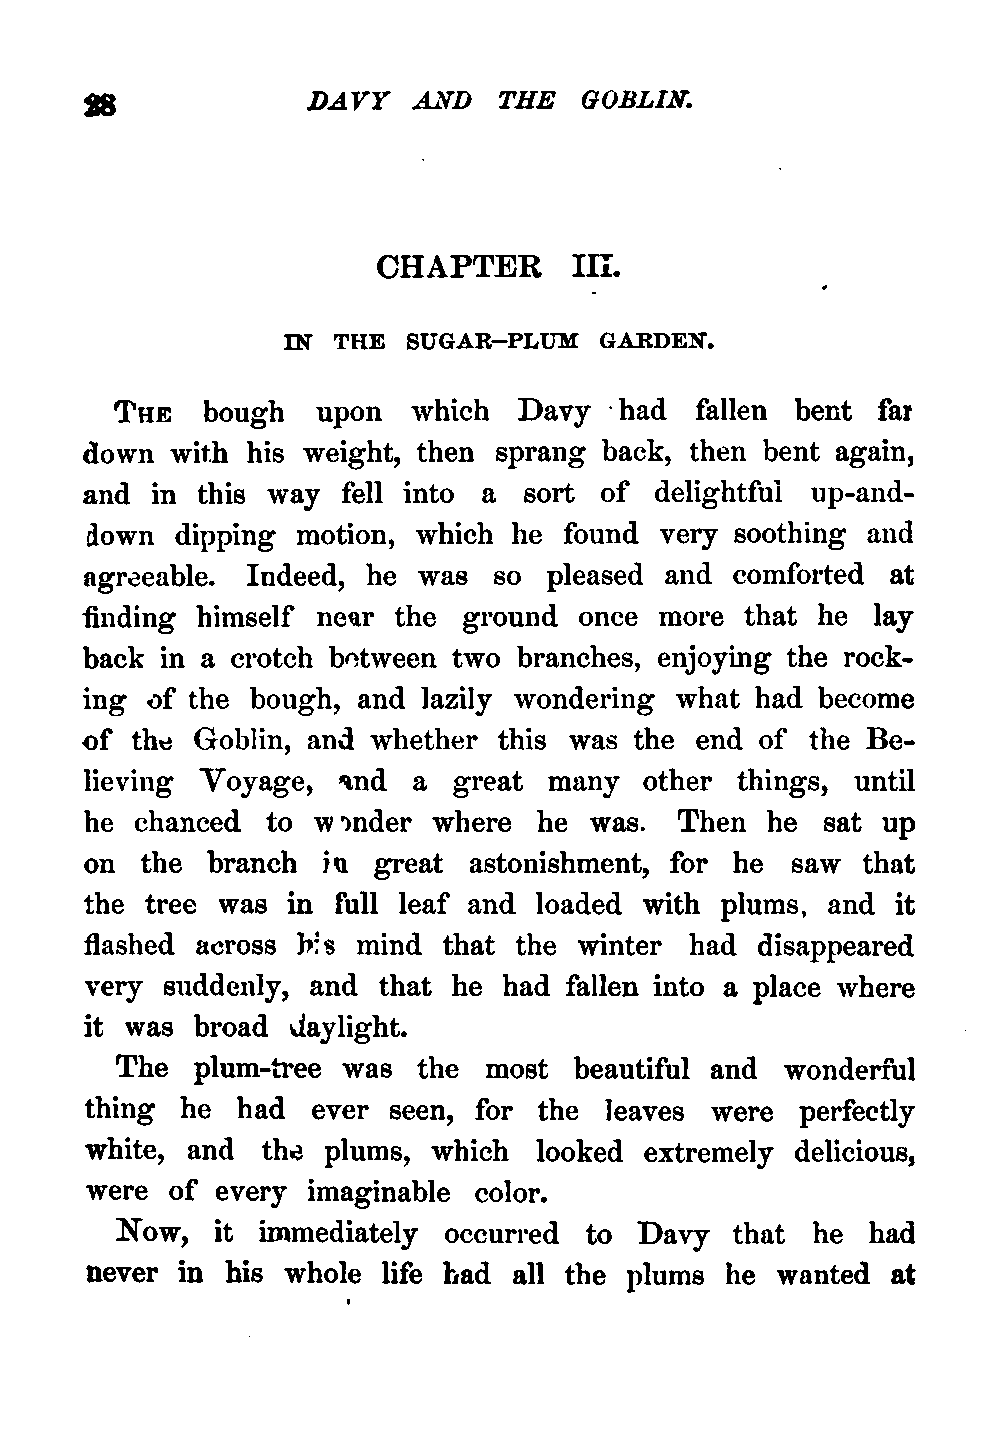 28 DAVY AND THE GOBLIN.
CHAPTER III.
IN THE SUGAR–PLUM GARDEN.
THE bough upon which Davy had fallen bent far
down with his weight, then sprang back, then bent again,
and in this way fell into a sort of delightful up-and-
down dipping motion, which he found very soothing and
agreeable. Indeed, he was so pleased and comforted at
finding himself near the ground once more that he lay
back in a crotch between two branches, enjoying the rock-
ing of the bough, and lazily wondering what had become
of the Goblin, and whether this was the end of the Be-
lieving Voyage, and a great many other things, until
he chanced to wonder where he was. Then he sat up
on the branch in great astonishment, for he saw that
the tree was in full leaf and loaded with plums, and it
flashed across his mind that the winter had disappeared
very suddenly, and that he had fallen into a place where
it was broad daylight.
The plum-tree was the most beautiful and wonderful
thing he had ever seen, for the leaves were perfectly
white, and the plums, which looked extremely delicious,
were of every imaginable color.
Now, it immediately occurred to Davy that he had
never in his whole life had all the plums he wanted at